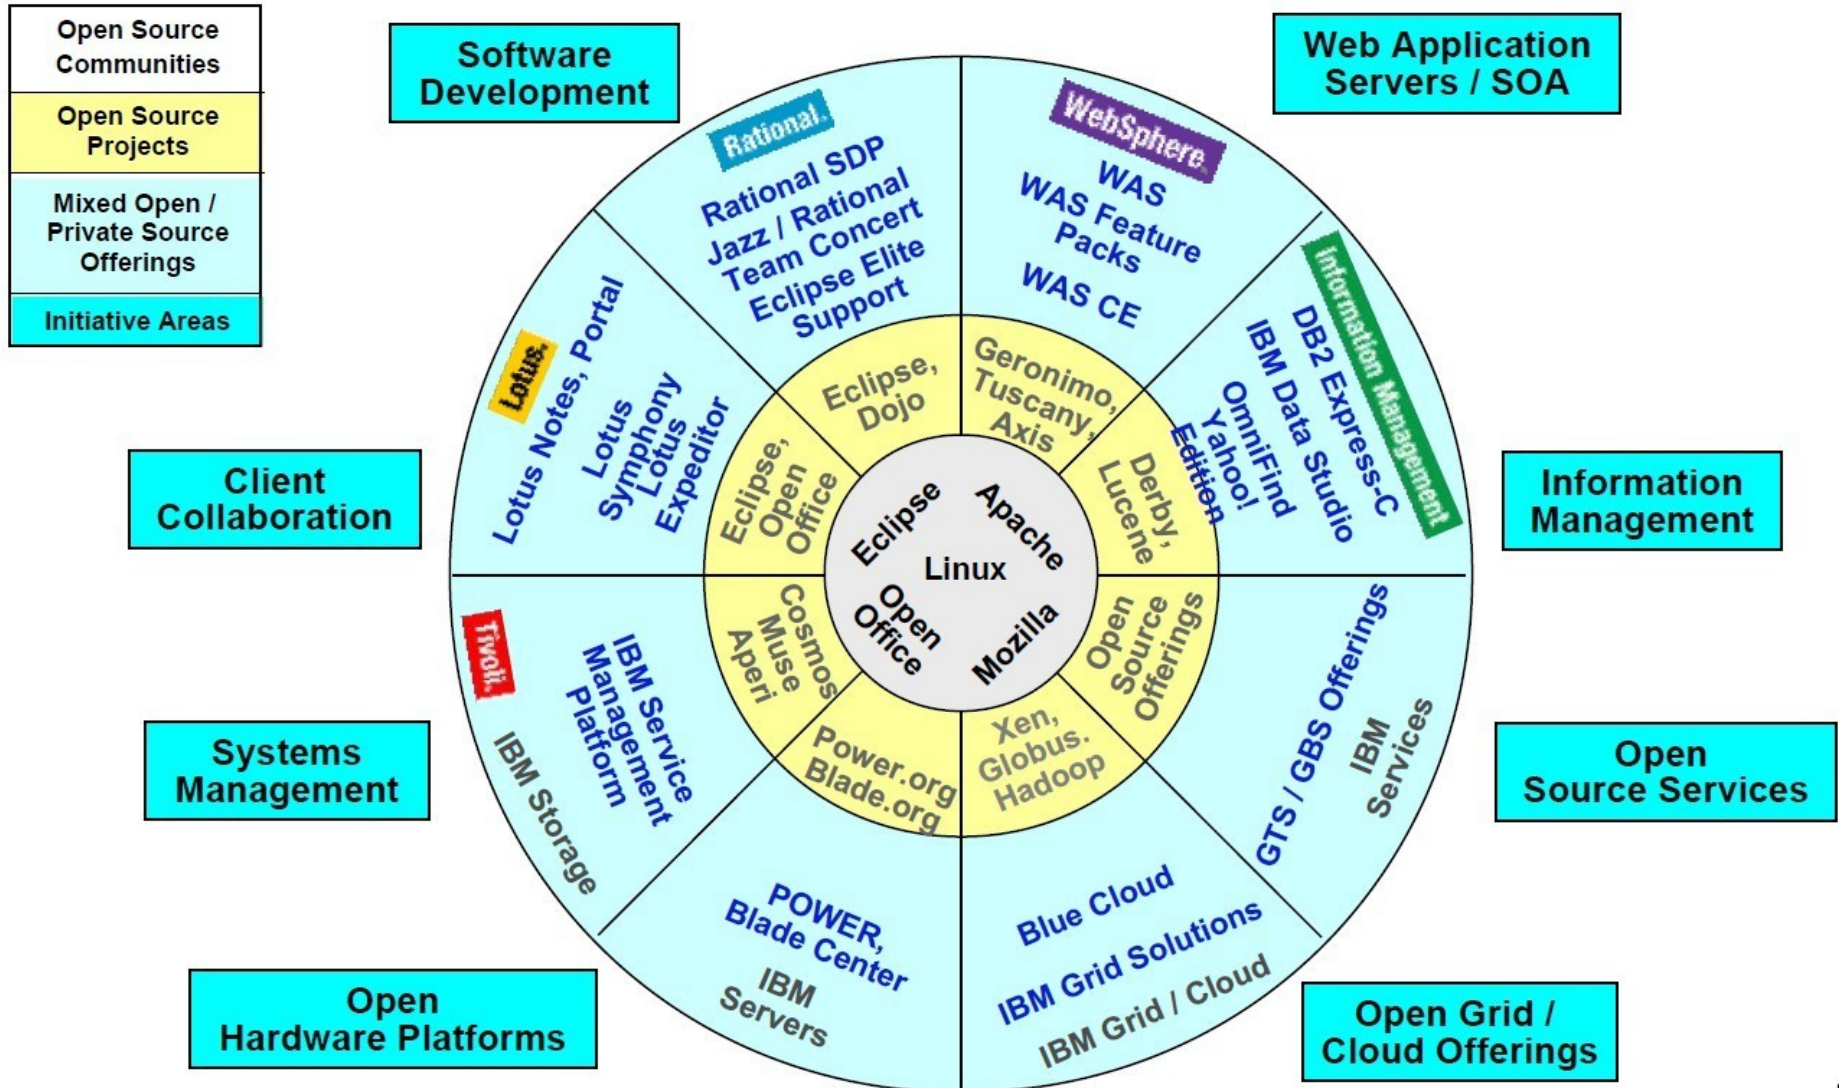 Open Source
Communities
Open Source
Projects
Mixed Open /
Private Source
Offerings
Initiative Areas
Software
Development
Web Application
Servers / SOA
Client
Collaboration
Information
Management
Systems
Management
Open
Source Services
Open
Hardware Platforms
Open Grid /
Cloud Offerings
Rational.
Rational SDP
Jazz / Rational
Team Concert
Eclipse Elite
Support
Eclipse,
Dojo
WebSphere.
WAS
WAS Feature
Packs
WAS CE
Geronimo,
Tuscany,
Axis
Information Management
DB2 Express-C
IBM Data Studio
OmniFind
Yahoo!
Edition
Derby,
Lucene
GTS / GBS Offerings
IBM
Services
Open
Source
Offerings
Blue Cloud
IBM Grid Solutions
IBM Grid / Cloud
Xen,
Globus.
Hadoop
POWER,
Blade Center
IBM
Servers
Power.org
Blade.org
Tivoli.
IBM Service
Management
Platform
IBM Storage
Cosmos
Muse
Aperi
Lotus.
Lotus Notes, Portal
Lotus
Symphony
Lotus
Expeditor
Eclipse,
Open
Office
Eclipse
Apache
Linux
Open
Office
Mozilla